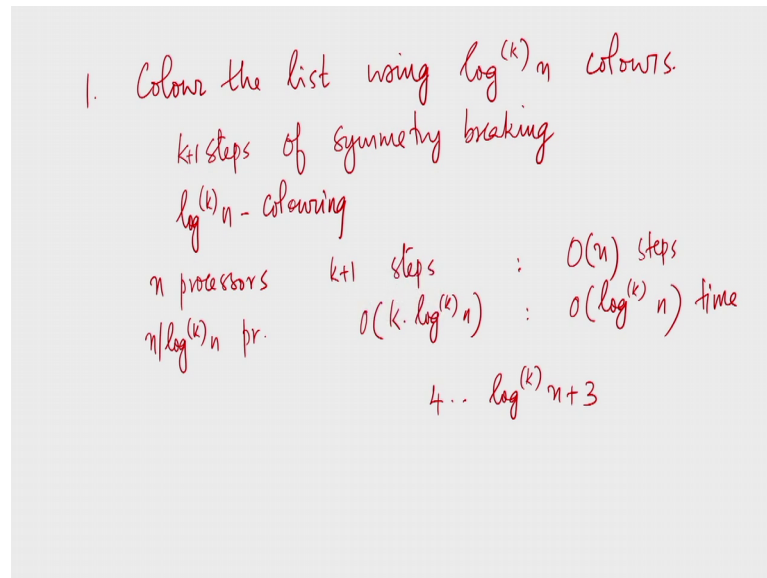 1. Colour the list using log^(k) n colours.
k+1 steps of symmetry breaking
log^(k) n - colouring
n processors k+1 steps : O(n) steps
n/log^(k) n pr. O(k. log^(k) n) : O(log^(k) n) time
4.. log^(k) n+3